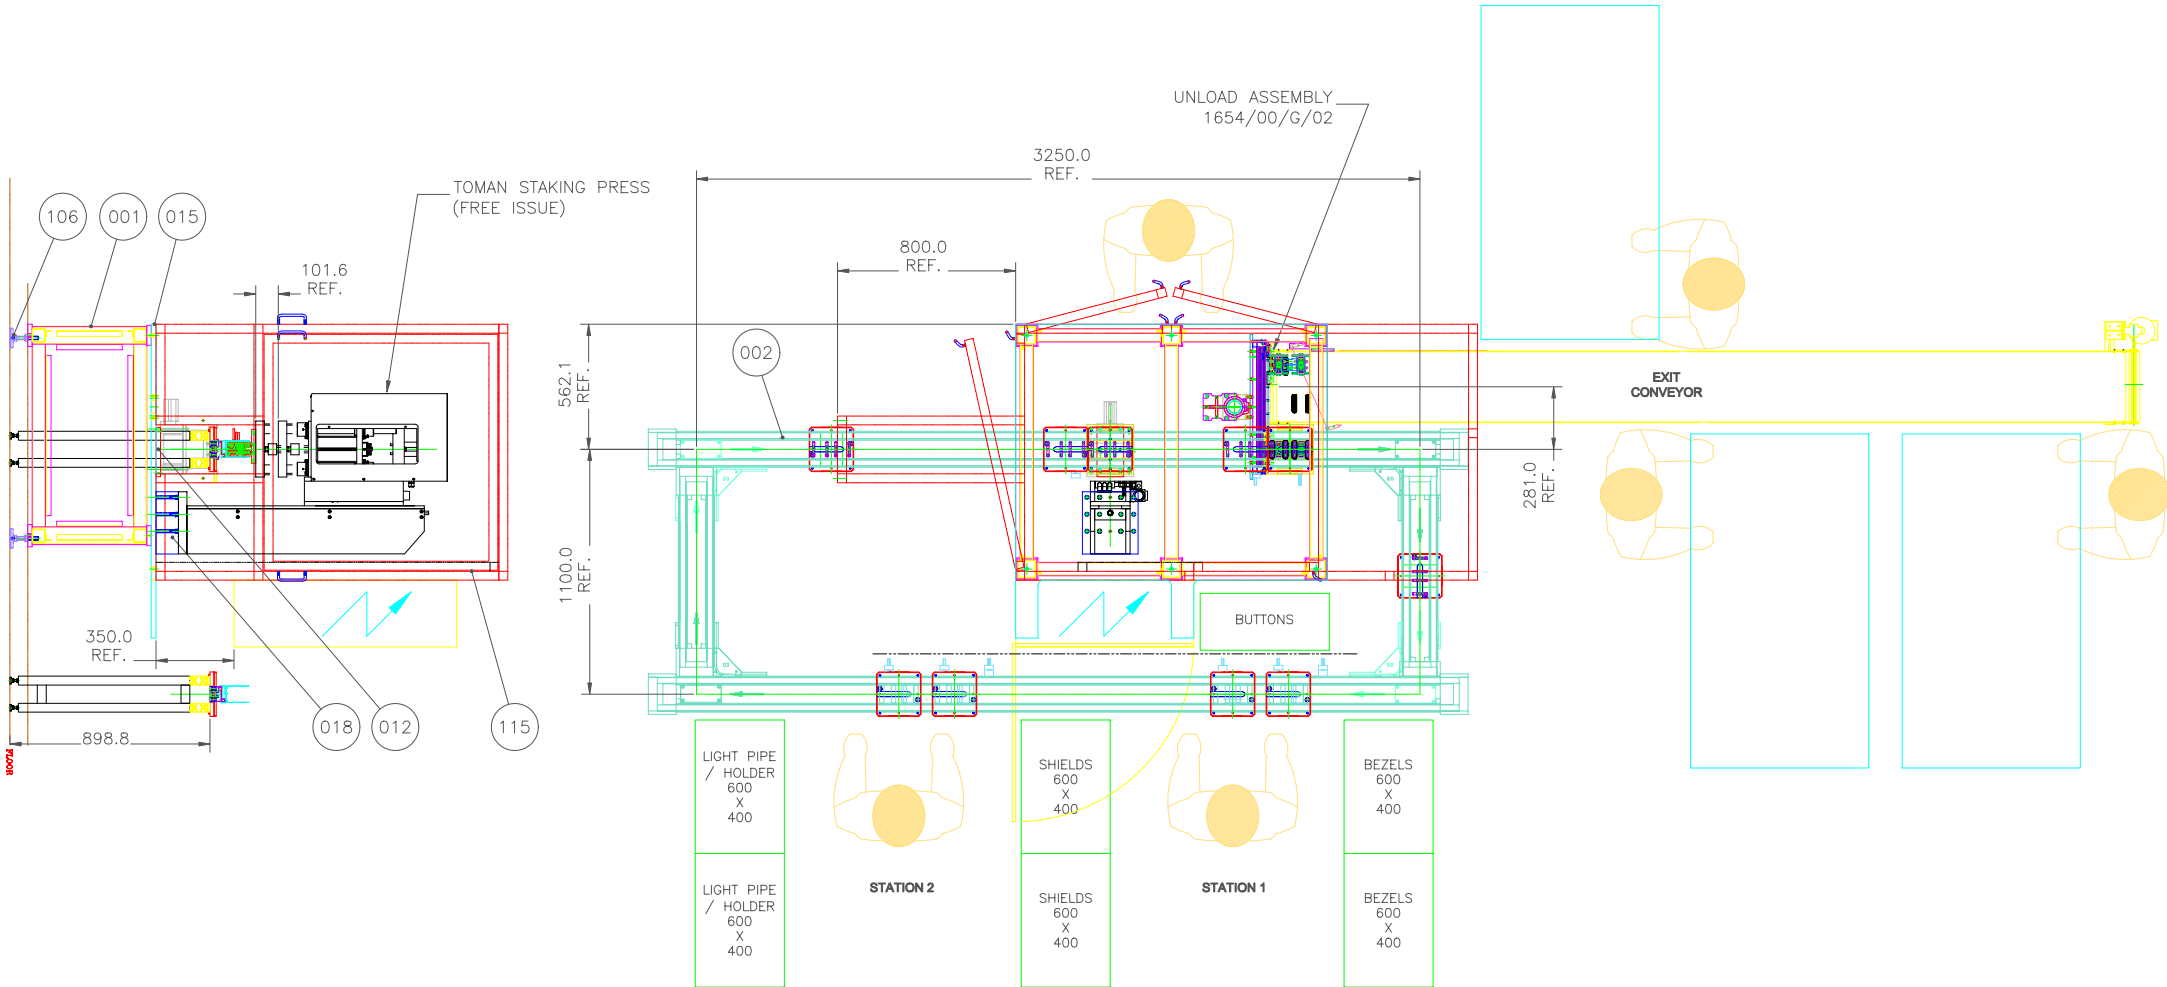 UNLOAD ASSEMBLY
1654/00/G/02
3250.0
REF.
TOMAN STAKING PRESS
(FREE ISSUE)
106
001
015
101.6
REF.
800.0
REF.
002
562.1
REF.
EXIT
CONVEYOR
281.0
REF.
1100.0
REF.
BUTTONS
350.0
REF.
018
012
115
898.8
FLOOR
LIGHT PIPE
/ HOLDER
600
X
400
SHIELDS
600
X
400
BEZELS
600
X
400
STATION 2
STATION 1
LIGHT PIPE
/ HOLDER
600
X
400
SHIELDS
600
X
400
BEZELS
600
X
400